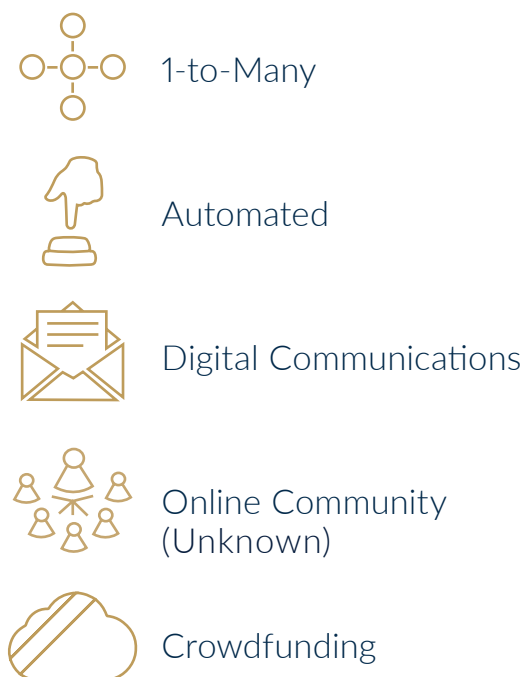 1-to-Many
Automated
Digital Communications
Online Community
(Unknown)
Crowdfunding